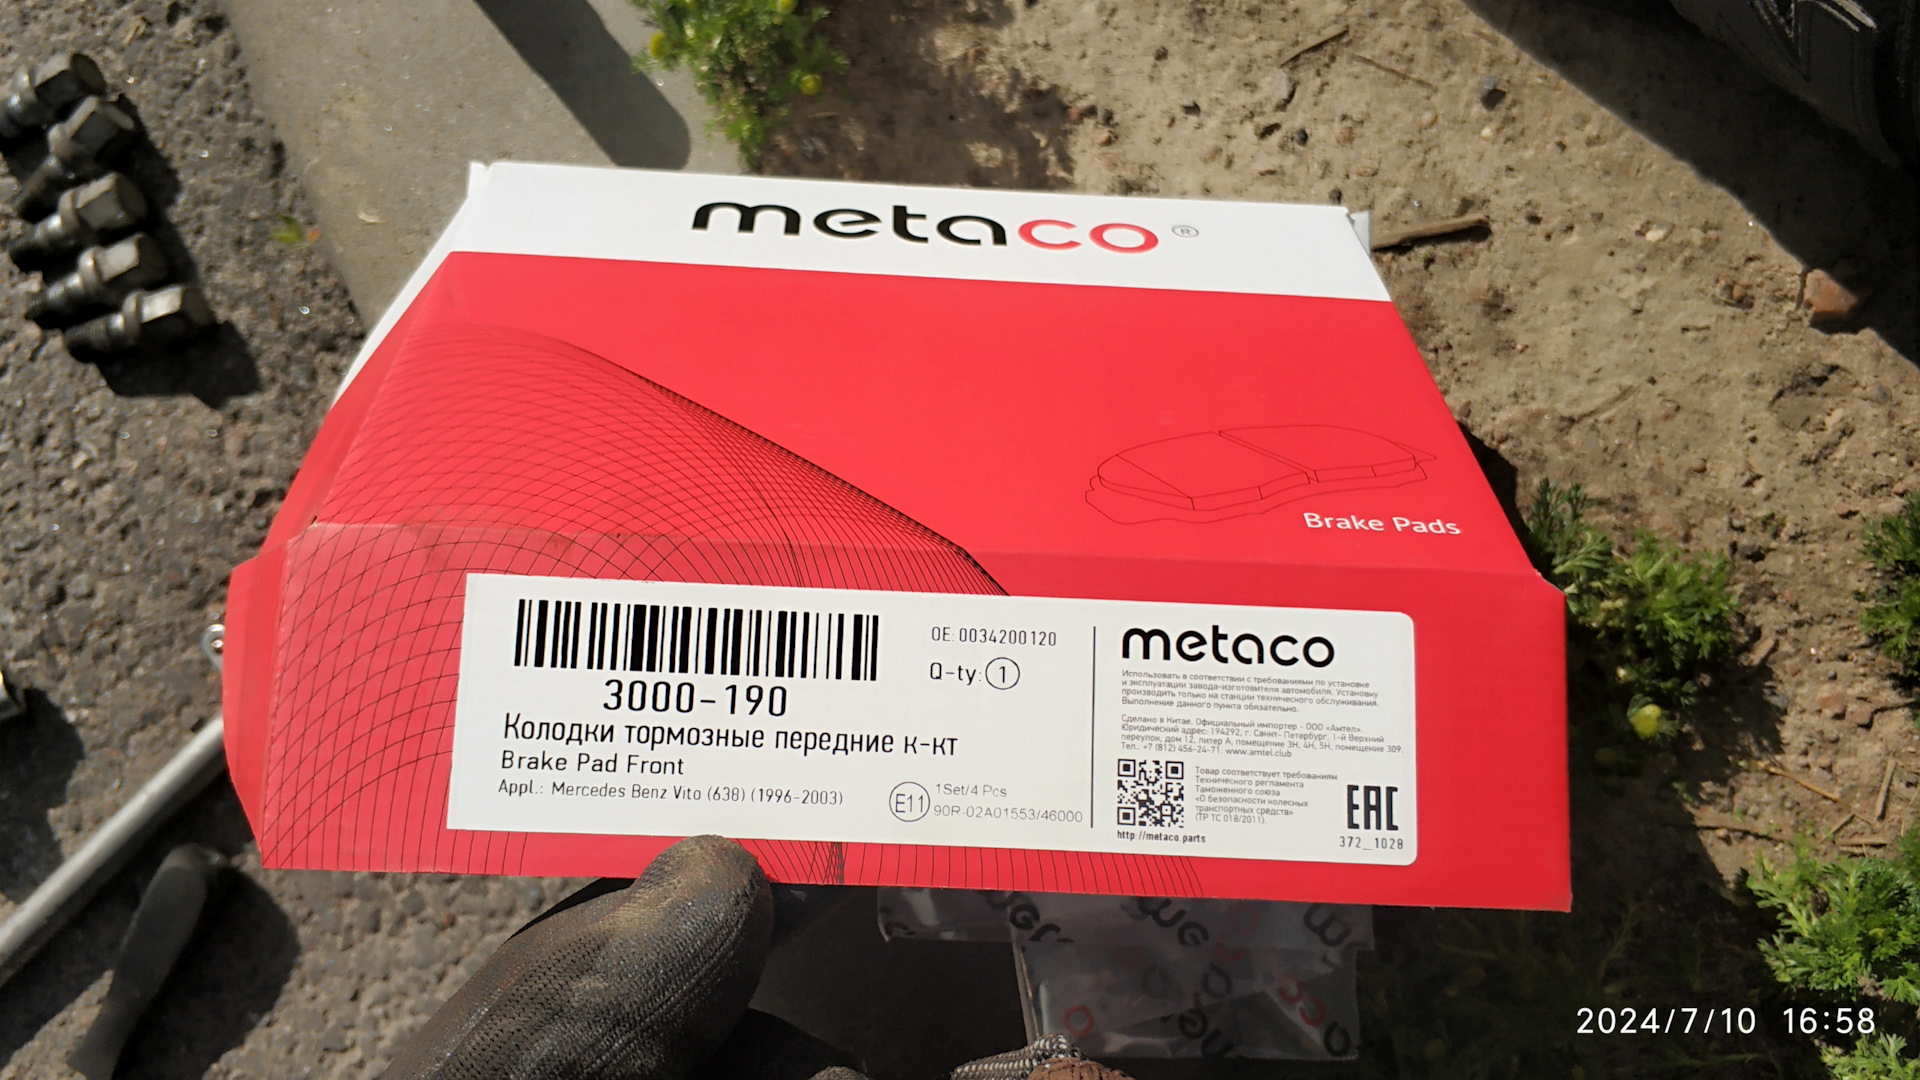 metaco ®
Brake Pads
3000-190
OE: 0034200120
Q-ty: 1
Колодки тормозные передние к-кт
Brake Pad Front
Appl.: Mercedes Benz Vito (638) (1996-2003)
E11
1Set/4 Pcs
90R-02A01553/46000
metaco
Использовать в соответствии с требованиями по установке
и эксплуатации завода-изготовителя автомобиля. Установку
производить только на станции технического обслуживания.
Выполнение данного пункта обязательно.
Сделано в Китае. Официальный импортер - ООО «Амтел».
Юридический адрес: 194292, г. Санкт- Петербург, 1-й Верхний
переулок, дом 12, литер А, помещение 3Н, 4Н, 5Н, помещение 309.
Тел.: +7 (812) 456-24-71. www.amtel.club
Товар соответствует требованиям
Технического регламента
Таможенного союза
«О безопасности колесных
транспортных средств»
(ТР ТС 018/2011).
http://metaco.parts
EAC
372_1028
2024/7/10 16:58